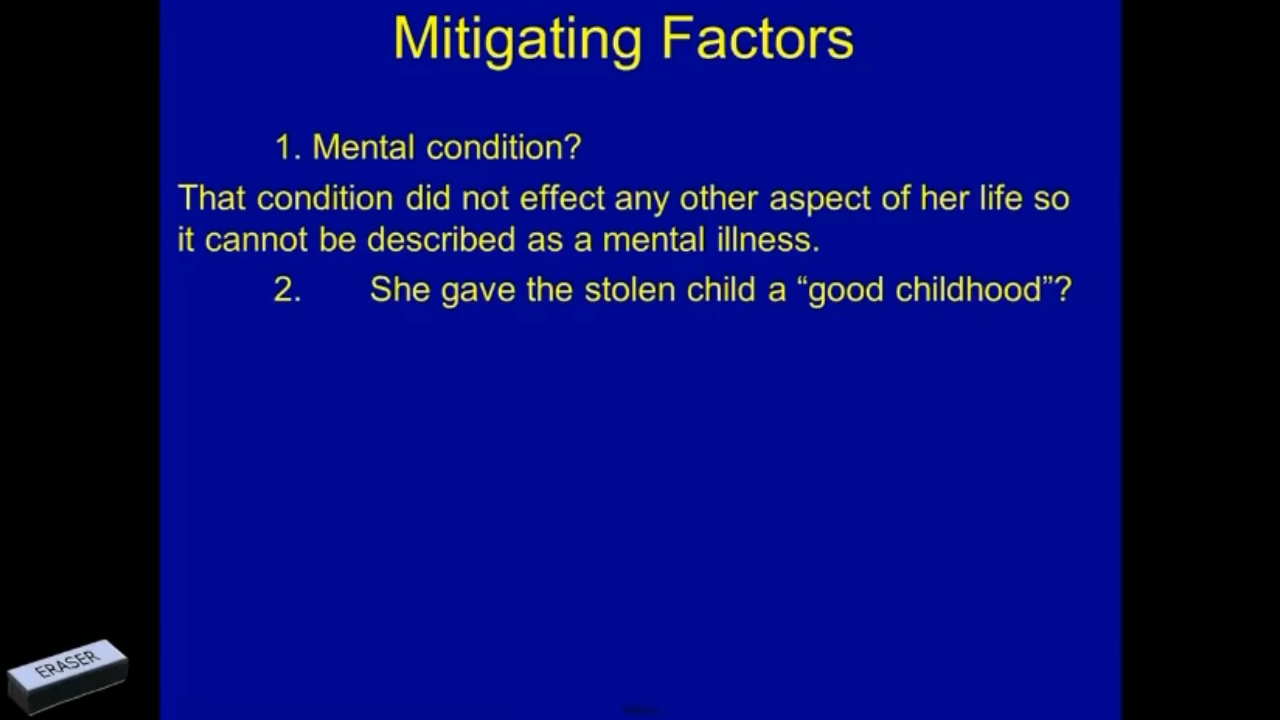 Mitigating Factors
1. Mental condition?
That condition did not effect any other aspect of her life so
it cannot be described as a mental illness.
2. She gave the stolen child a “good childhood”?
ERASER